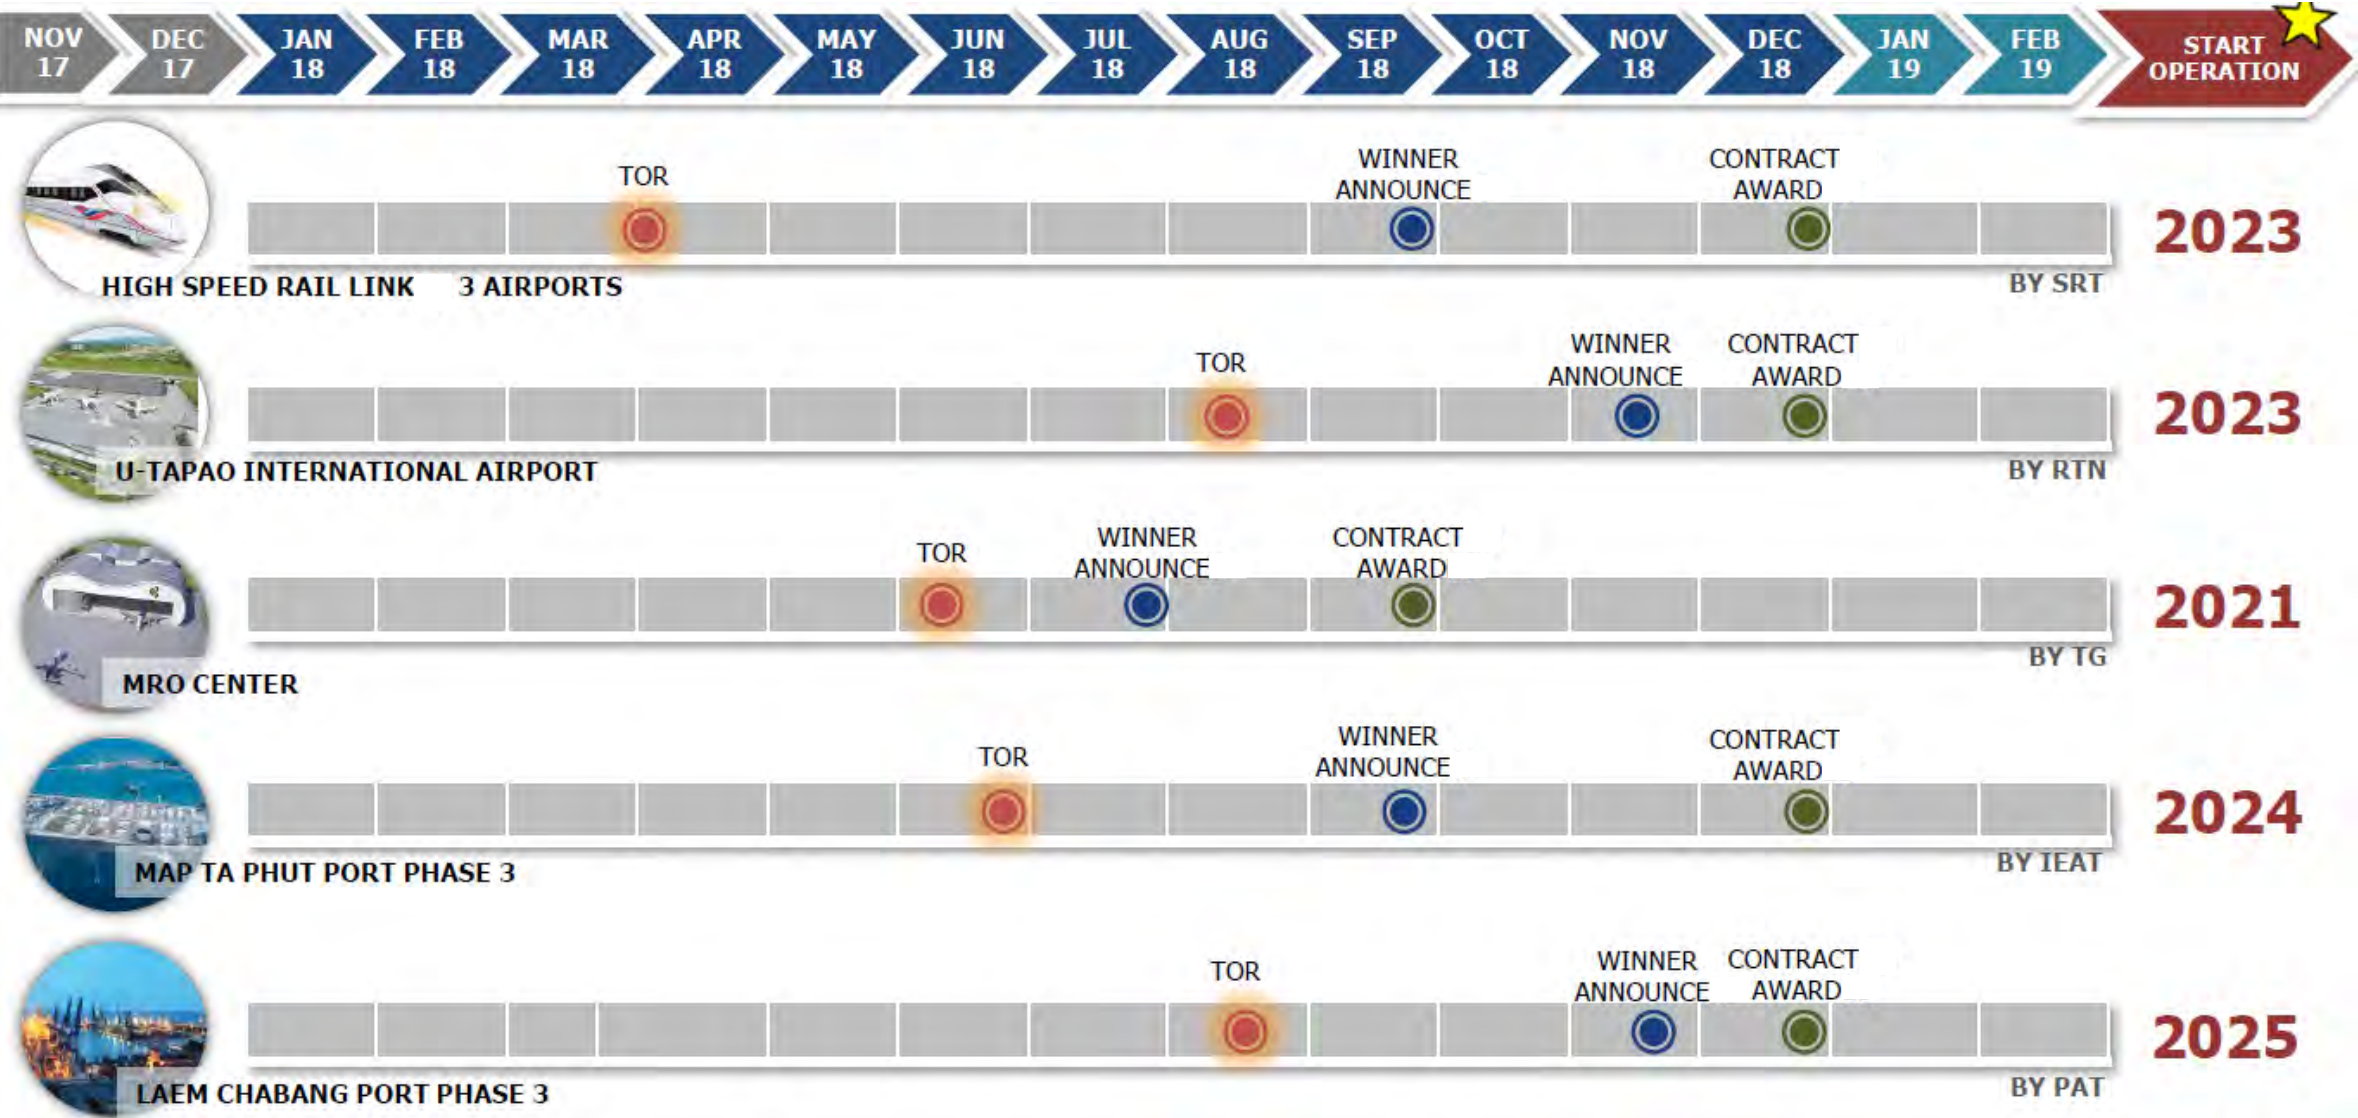 NOV 17
DEC 17
JAN 18
FEB 18
MAR 18
APR 18
MAY 18
JUN 18
JUL 18
AUG 18
SEP 18
OCT 18
NOV 18
DEC 18
JAN 19
FEB 19
START
OPERATION
TOR
WINNER
ANNOUNCE
CONTRACT
AWARD
2023
HIGH SPEED RAIL LINK 3 AIRPORTS
BY SRT
TOR
WINNER
ANNOUNCE
CONTRACT
AWARD
2023
U-TAPAO INTERNATIONAL AIRPORT
BY RTN
TOR
WINNER
ANNOUNCE
CONTRACT
AWARD
2021
BY TG
MRO CENTER
TOR
WINNER
ANNOUNCE
CONTRACT
AWARD
2024
MAP TA PHUT PORT PHASE 3
BY IEAT
TOR
WINNER
ANNOUNCE
CONTRACT
AWARD
2025
LAEM CHABANG PORT PHASE 3
BY PAT